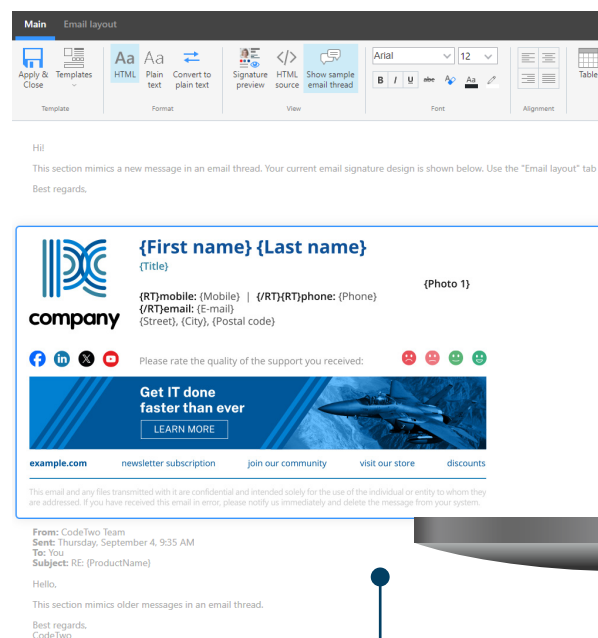 Main Email layout
Apply & Close
Templates
Aa HTML
Aa Plain text
Convert to plain text
Signature preview
</> HTML source
Show sample email thread
Arial 12
B I U abc Aa
Table
Template Format View Font Alignment
Hi!
This section mimics a new message in an email thread. Your current email signature design is shown below. Use the "Email layout" tab
Best regards,
company
{First name} {Last name}
{Title}
{RT}mobile: {Mobile} | {/RT}{RT}phone: {Phone}
{/RT}email: {E-mail}
{Street}, {City}, {Postal code}
{Photo 1}
f in X
Please rate the quality of the support you received:
Get IT done
faster than ever
LEARN MORE
example.com newsletter subscription join our community visit our store discounts
This email and any files transmitted with it are confidential and intended solely for the use of the individual or entity to whom they
are addressed. If you have received this email in error, please notify us immediately and delete the message from your system.
From: CodeTwo Team
Sent: Thursday, September 4, 9:35 AM
To: You
Subject: RE: {ProductName}
Hello,
This section mimics older messages in an email thread.
Best regards,
CodeTwo